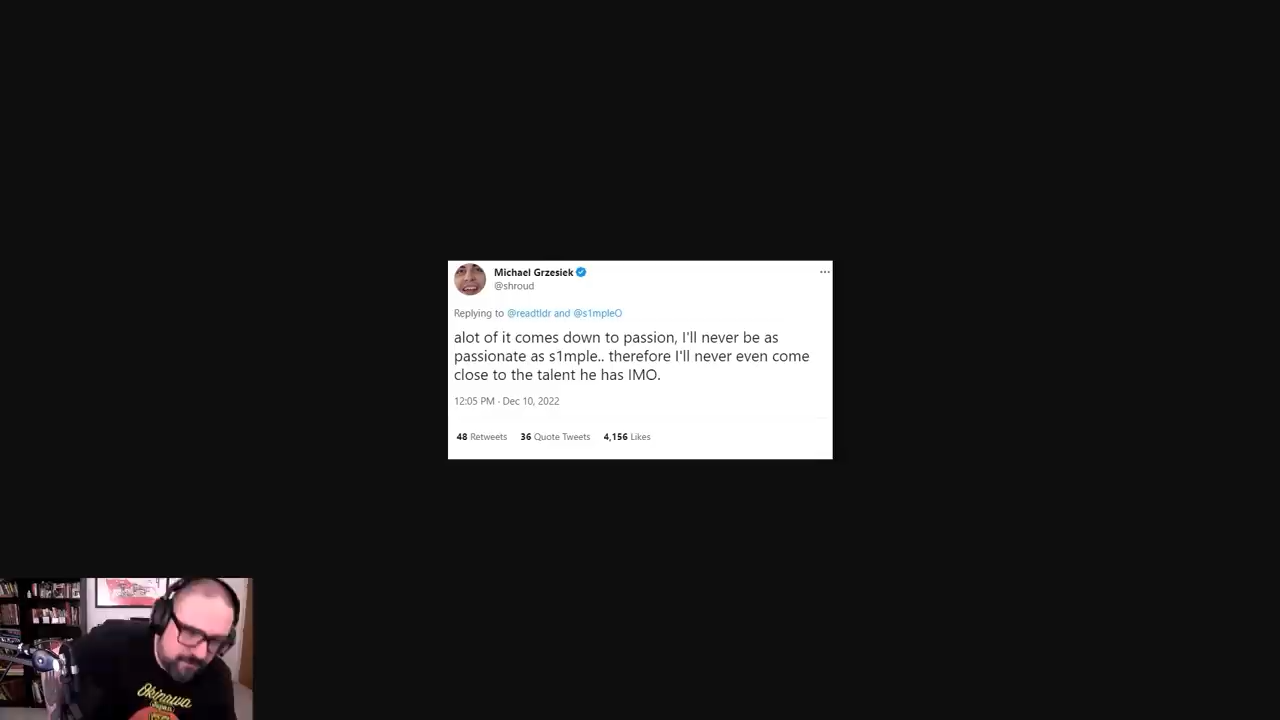 Michael Grzesiek
@shroud
Replying to @readtldr and @s1mpleO
alot of it comes down to passion, I'll never be as
passionate as s1mple.. therefore I'll never even come
close to the talent he has IMO.
12:05 PM · Dec 10, 2022
48 Retweets 36 Quote Tweets 4,156 Likes
Okinawa